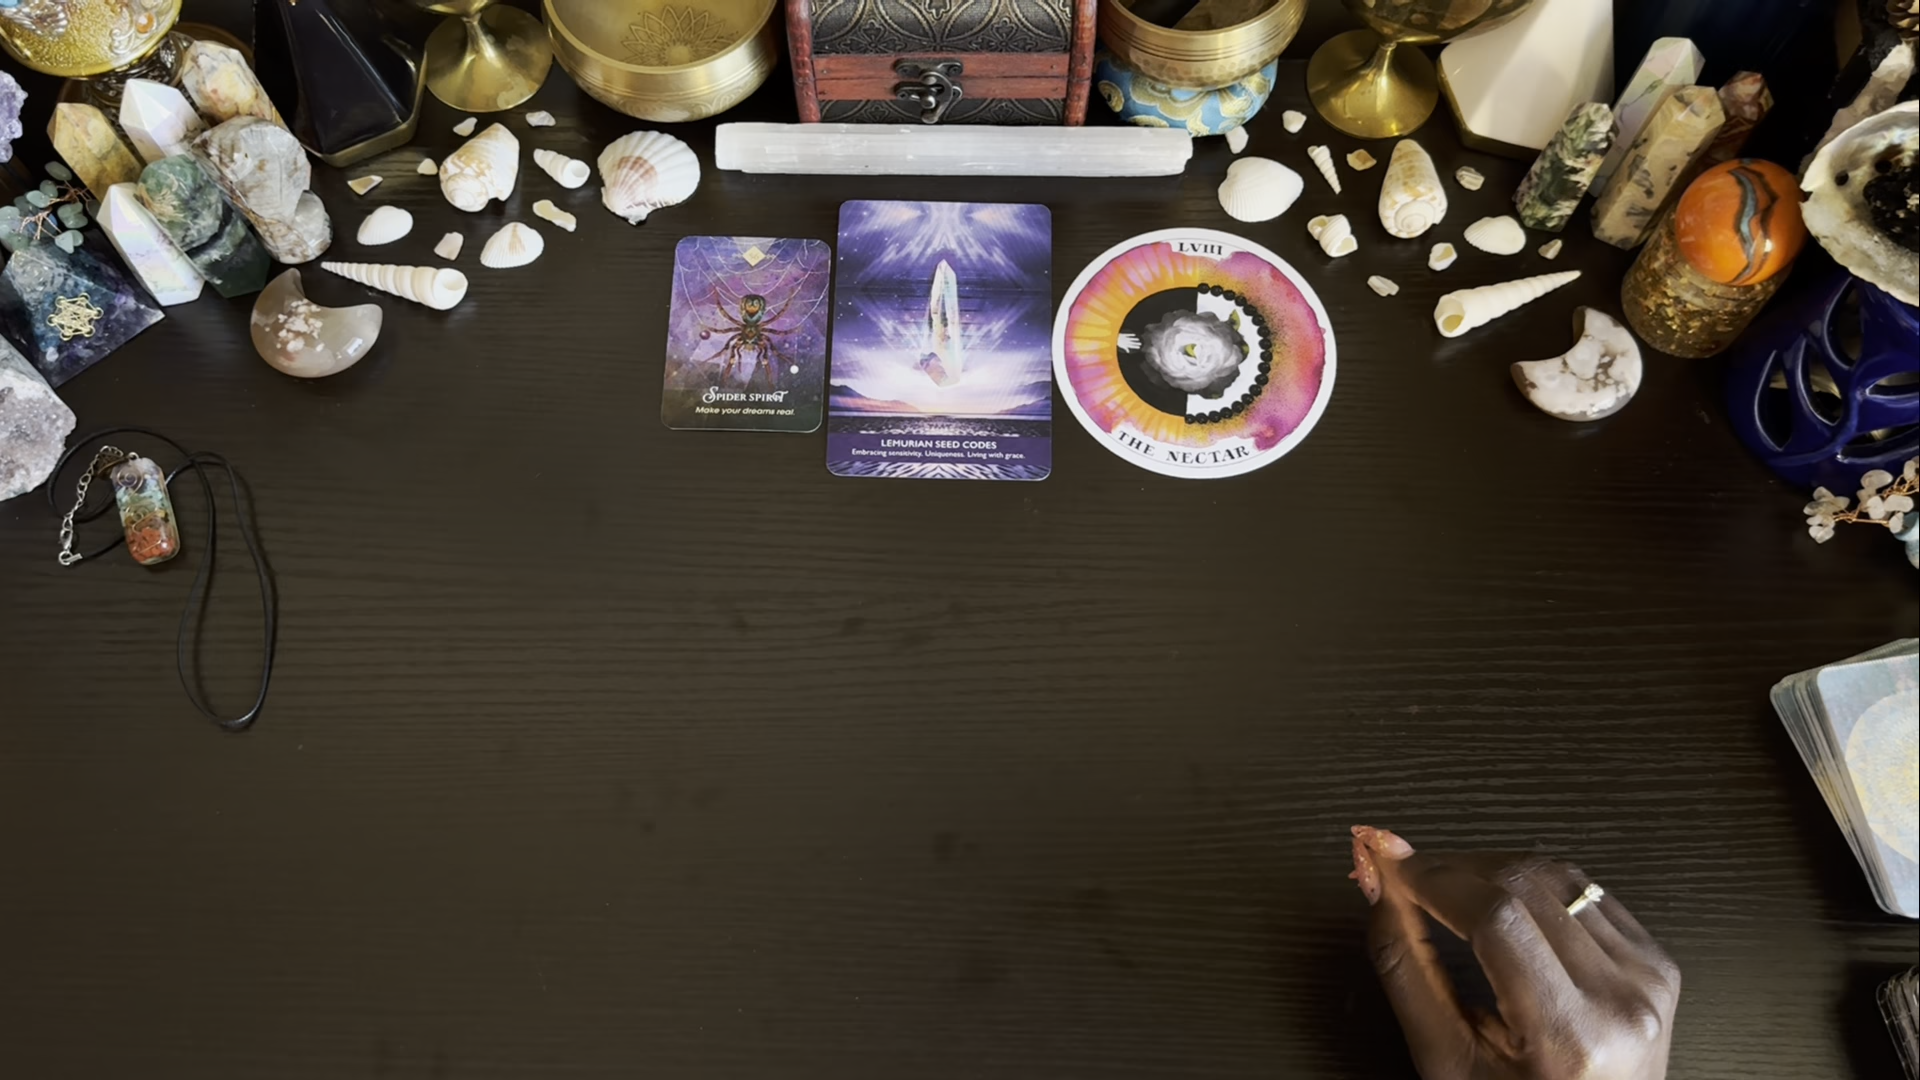 SPIDER SPIRIT
Make your dreams real.
LEMURIAN SEED CODES
Embracing sensitivity. Uniqueness. Living with grace.
LVIII
THE NECTAR